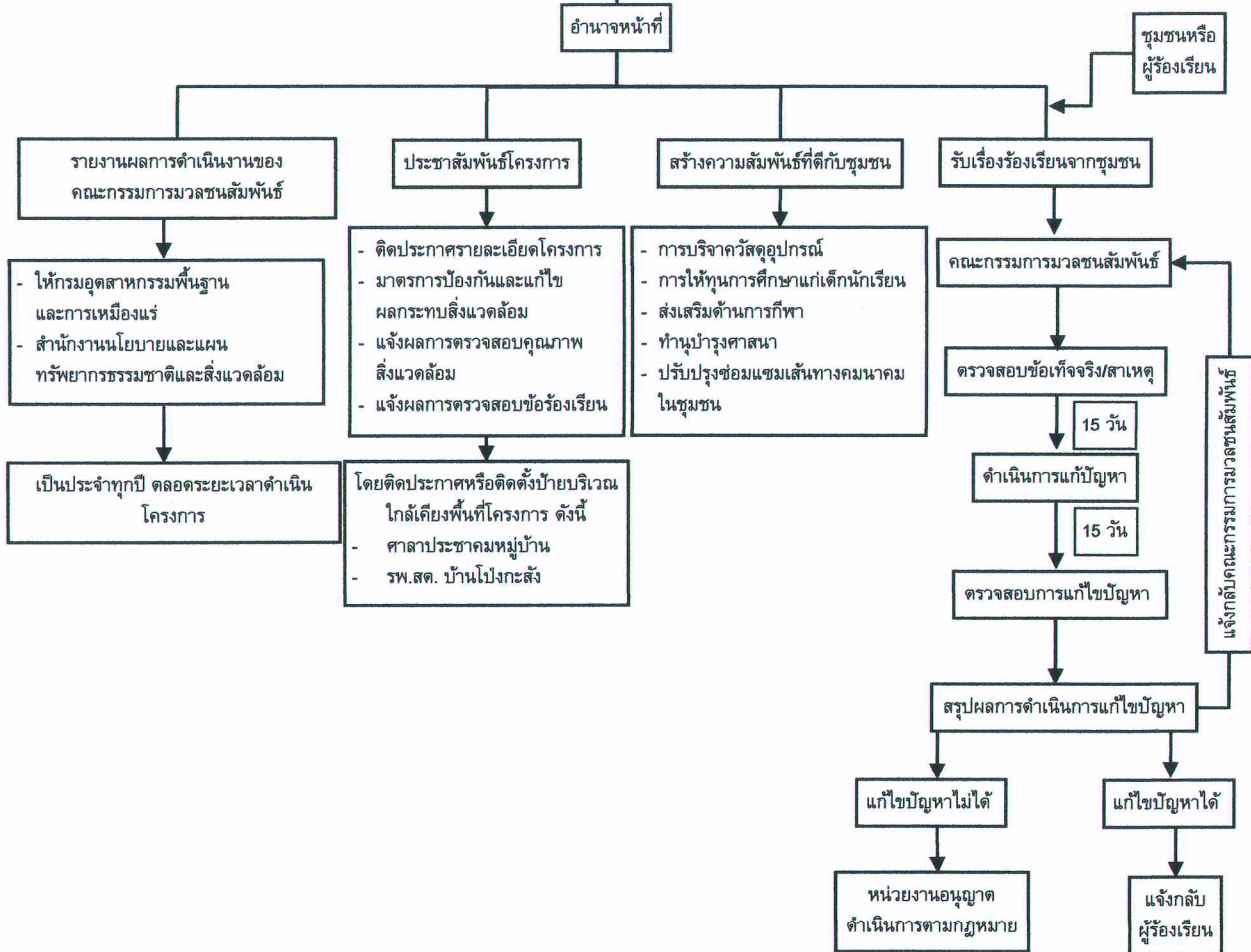 อำนาจหน้าที่
ชุมชนหรือ
ผู้ร้องเรียน
รายงานผลการดำเนินงานของ
คณะกรรมการมวลชนสัมพันธ์
- ให้กรมอุตสาหกรรมพื้นฐาน
และการเหมืองแร่
- สำนักงานนโยบายและแผน
ทรัพยากรธรรมชาติและสิ่งแวดล้อม
เป็นประจำทุกปี ตลอดระยะเวลาดำเนิน
โครงการ
ประชาสัมพันธ์โครงการ
- ติดประกาศรายละเอียดโครงการ
มาตรการป้องกันและแก้ไข
ผลกระทบสิ่งแวดล้อม
- แจ้งผลการตรวจสอบคุณภาพ
สิ่งแวดล้อม
- แจ้งผลการตรวจสอบข้อร้องเรียน
โดยติดประกาศหรือติดตั้งป้ายบริเวณ
ใกล้เคียงพื้นที่โครงการ ดังนี้
- ศาลาประชาคมหมู่บ้าน
- รพ.สต. บ้านโป่งกะสัง
สร้างความสัมพันธ์ที่ดีกับชุมชน
- การบริจาควัสดุอุปกรณ์
- การให้ทุนการศึกษาแก่เด็กนักเรียน
- ส่งเสริมด้านการกีฬา
- ทำนุบำรุงศาสนา
- ปรับปรุงซ่อมแซมเส้นทางคมนาคม
ในชุมชน
รับเรื่องร้องเรียนจากชุมชน
คณะกรรมการมวลชนสัมพันธ์
ตรวจสอบข้อเท็จจริง/สาเหตุ
15 วัน
ดำเนินการแก้ปัญหา
15 วัน
ตรวจสอบการแก้ไขปัญหา
สรุปผลการดำเนินการแก้ไขปัญหา
แจ้งกลับคณะกรรมการมวลชนสัมพันธ์
แก้ไขปัญหาไม่ได้
แก้ไขปัญหาได้
หน่วยงานอนุญาต
ดำเนินการตามกฎหมาย
แจ้งกลับ
ผู้ร้องเรียน